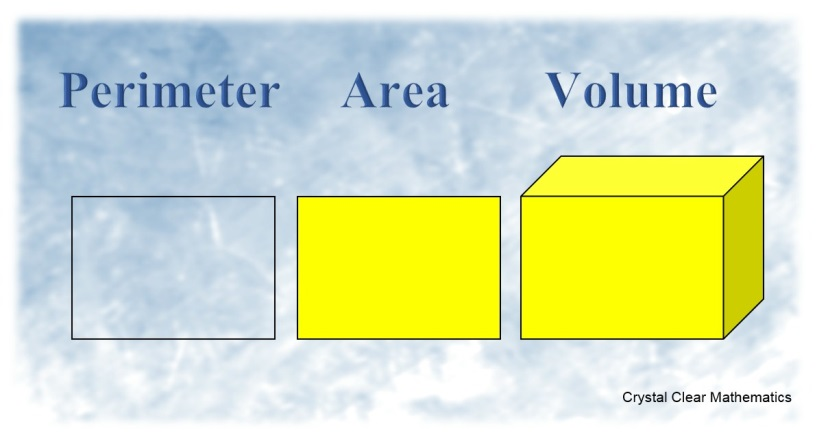 Perimeter Area Volume
Crystal Clear Mathematics